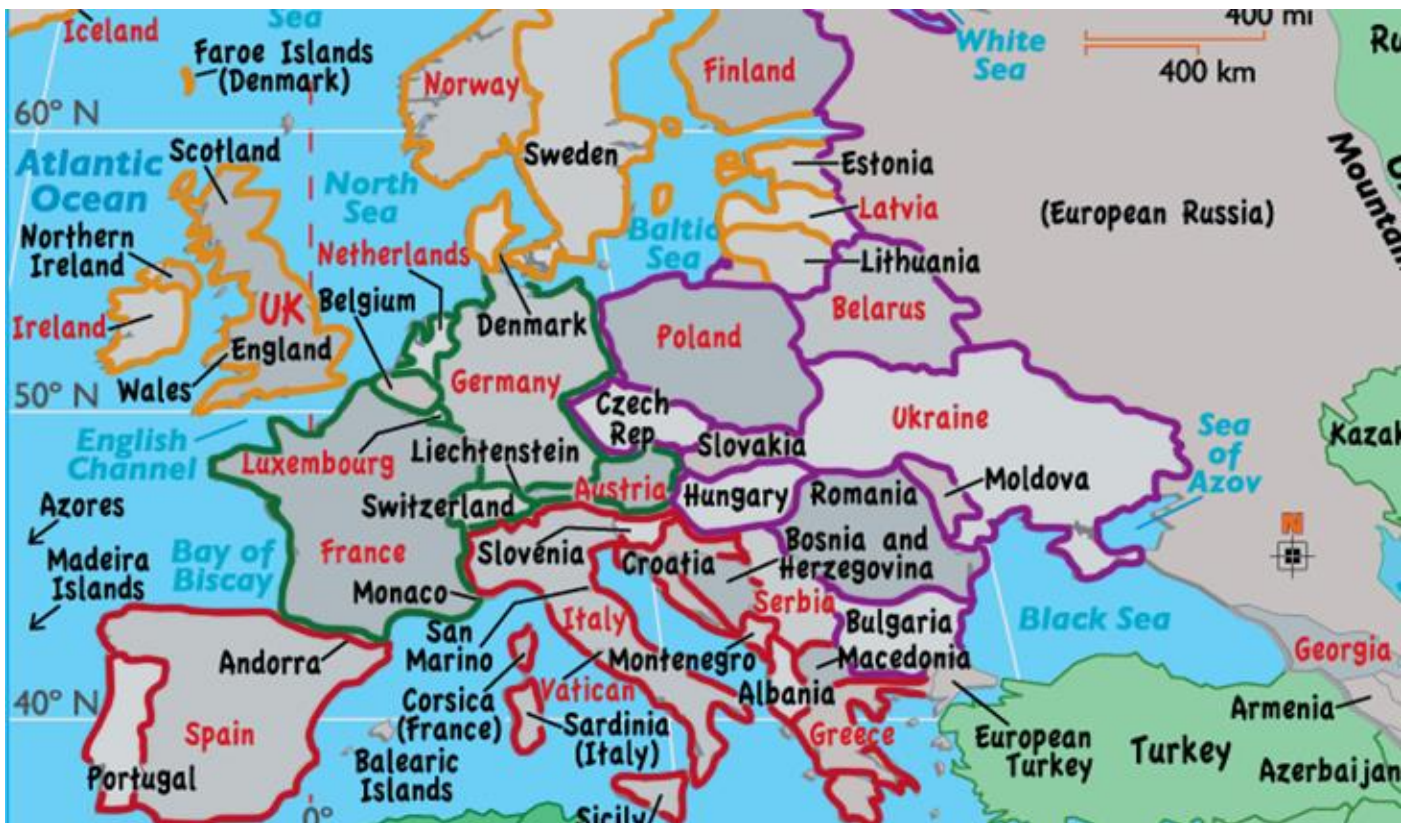 Iceland
Sea
Faroe Islands
(Denmark)
Norway
Finland
White
Sea
400 mi
400 km
60° N
Scotland
Sweden
Estonia
Atlantic
Ocean
North
Sea
Latvia
(European Russia)
Northern
Ireland
Netherlands
Baltic
Sea
Lithuania
Belgium
UK
Ireland
Denmark
Poland
Belarus
England
Wales
Germany
50° N
Czech
Rep
Ukraine
English
Channel
Luxembourg
Liechtenstein
Slovakia
Sea
of
Azov
Switzerland
Austria
Hungary
Romania
Moldova
Azores
Bay of
Biscay
France
Slovenia
Croatia
Bosnia and
Herzegovina
N
Madeira
Islands
Monaco
Serbia
Italy
Bulgaria
Black Sea
San
Marino
Montenegro
Macedonia
Georgia
Andorra
Corsica
(France)
Vatican
Albania
Armenia
40° N
Spain
Sardinia
(Italy)
Greece
European
Turkey
Turkey
Portugal
Balearic
Islands
Azerbaijan
Sicily
0°
Ru
Mountain
Kazak